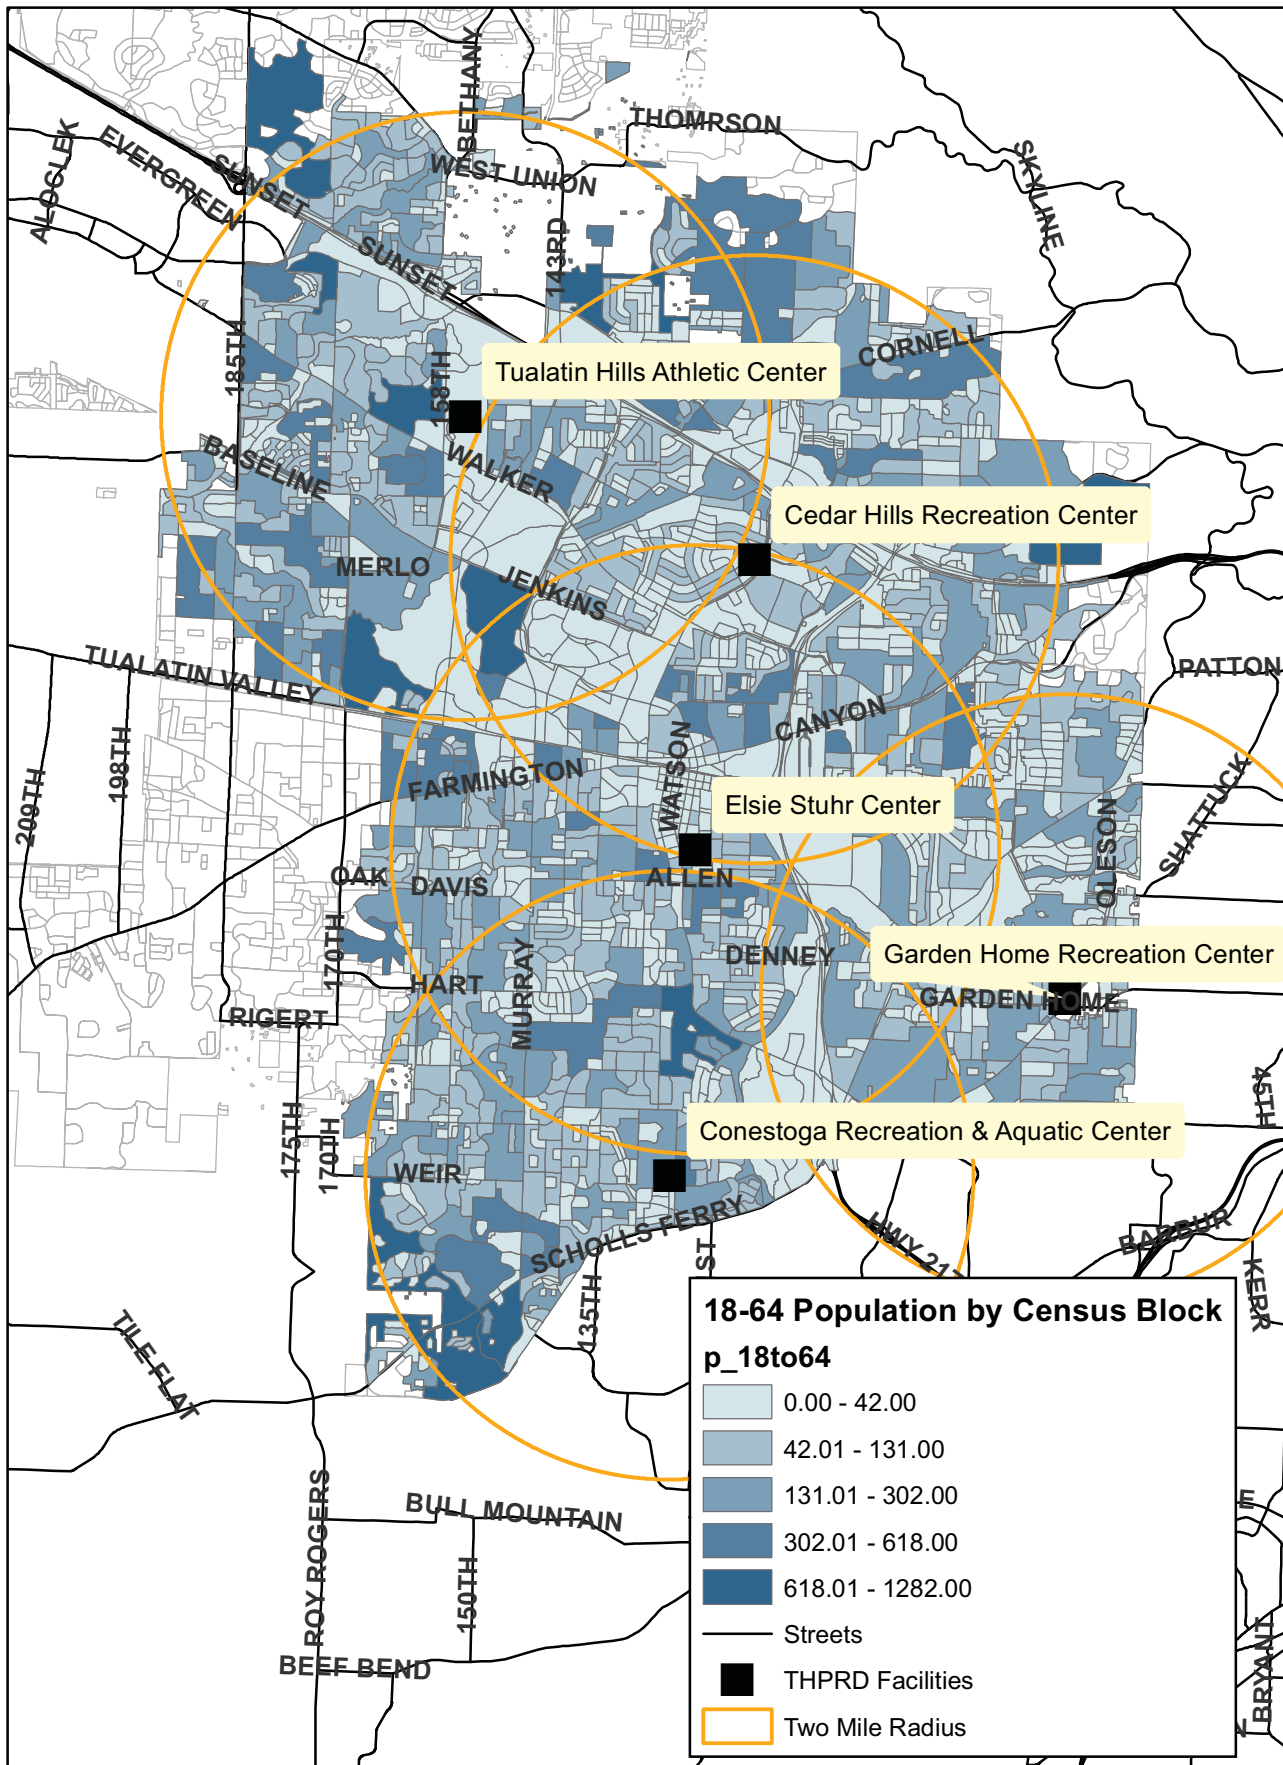 BETHANY
THOMPSON
WEST UNION
SKYLINE
ALOCLEK
EVERGREEN
SUNSET
SUNSET
143RD
CORNELL
185TH
158TH
Tualatin Hills Athletic Center
BASELINE
WALKER
Cedar Hills Recreation Center
MERLO
JENKINS
TUALATIN VALLEY
PATTON
CANYON
WATSON
209TH
198TH
FARMINGTON
Elsie Stuhr Center
SHATTUCK
OLESON
OAK
DAVIS
ALLEN
170TH
MURRAY
DENNEY
Garden Home Recreation Center
HART
GARDEN HOME
RIGERT
175TH
170TH
45TH
Conestoga Recreation & Aquatic Center
WEIR
SCHOLLS FERRY
HWY 217
BARBUR
ST
KERR
135TH
TILE FLAT
18-64 Population by Census Block
p_18to64
0.00 - 42.00
42.01 - 131.00
131.01 - 302.00
302.01 - 618.00
618.01 - 1282.00
Streets
THPRD Facilities
Two Mile Radius
ROY ROGERS
BULL MOUNTAIN
150TH
BEEF BEND
E
BRYANT